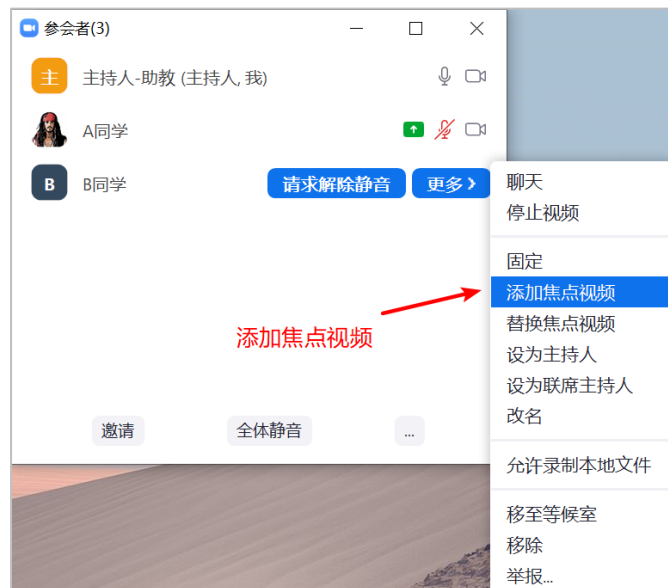 参会者(3)
主 主持人-助教 (主持人, 我)
A同学
B B同学 请求解除静音 更多
聊天
停止视频
固定
添加焦点视频
替换焦点视频
设为主持人
设为联席主持人
改名
允许录制本地文件
移至等候室
移除
举报...
添加焦点视频
邀请 全体静音 ...